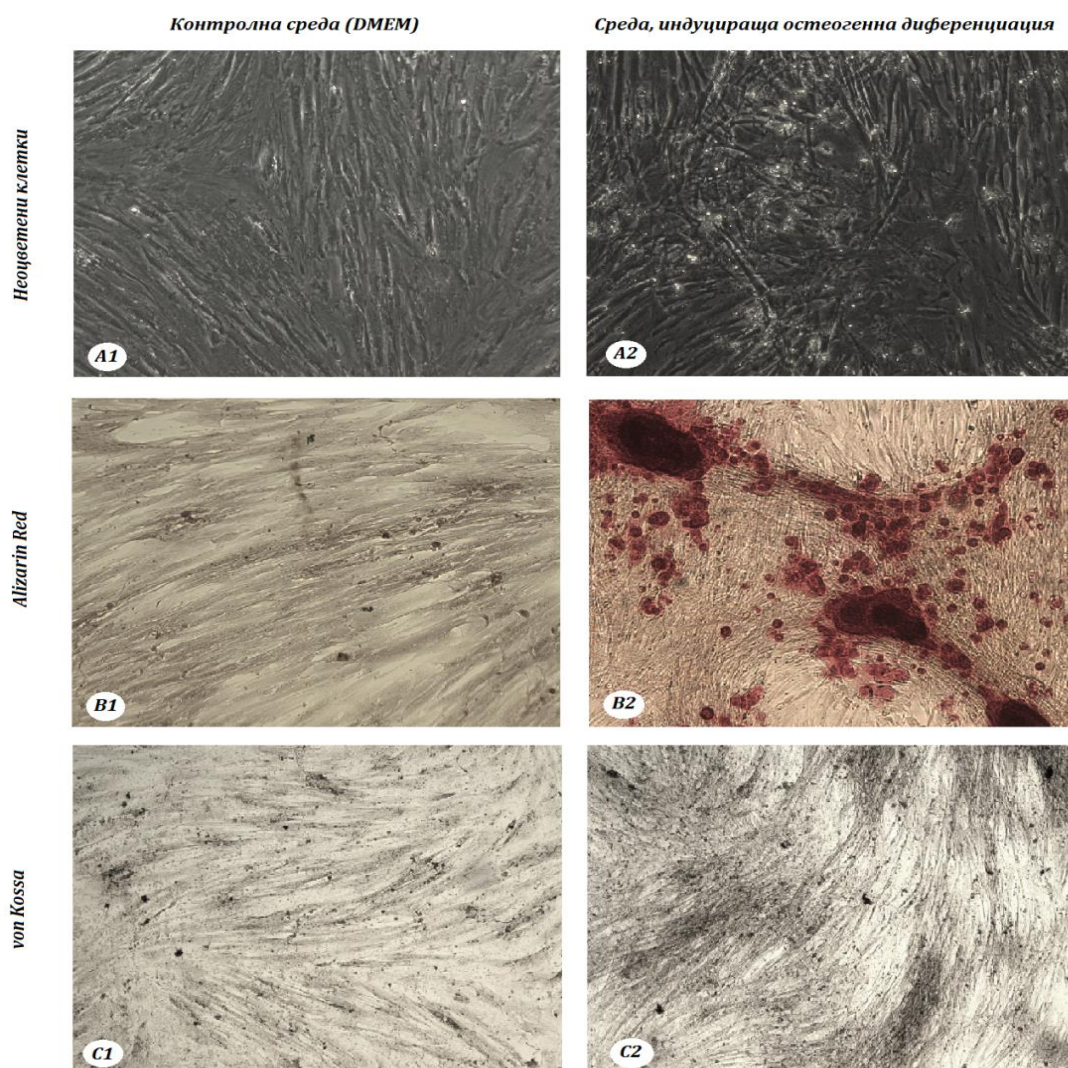 Контролна среда (DMEM)
Среда, индуцираща остеогенна диференциация
Неоцветени клетки
A1
A2
Alizarin Red
B1
B2
von Kossa
C1
C2